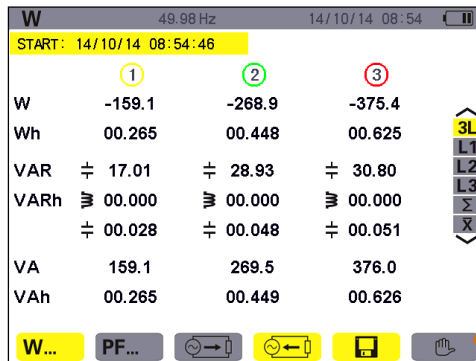 W 49.98 Hz 14/10/14 08:54
START: 14/10/14 08:54:46
1 2 3
W -159.1 -268.9 -375.4
Wh 00.265 00.448 00.625
VAR 17.01 28.93 30.80
VARh 00.000 00.000 00.000
00.028 00.048 00.051
VA 159.1 269.5 376.0
VAh 00.265 00.449 00.626
3L
L1
L2
L3
Σ
X̅
W... PF...